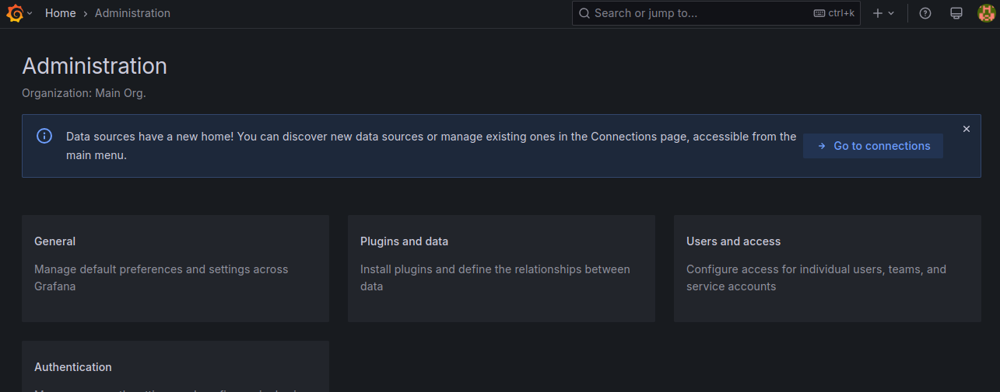 Home › Administration
Search or jump to...
ctrl+k
Administration
Organization: Main Org.
Data sources have a new home! You can discover new data sources or manage existing ones in the Connections page, accessible from the
main menu.
Go to connections
General
Manage default preferences and settings across
Grafana
Plugins and data
Install plugins and define the relationships between
data
Users and access
Configure access for individual users, teams, and
service accounts
Authentication